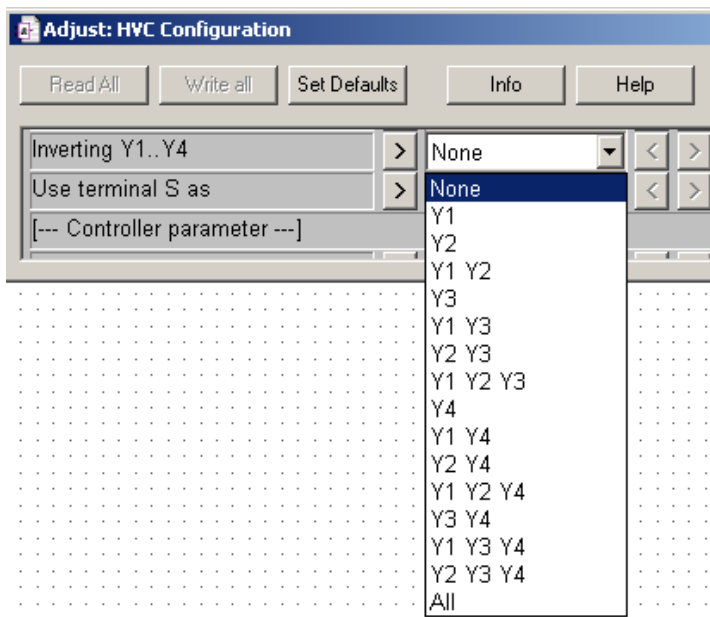 Adjust: HVC Configuration
Read All Write all Set Defaults Info Help
Inverting Y1..Y4 > None < >
Use terminal S as > < >
[--- Controller parameter ---]
None
Y1
Y2
Y1 Y2
Y3
Y1 Y3
Y2 Y3
Y1 Y2 Y3
Y4
Y1 Y4
Y2 Y4
Y1 Y2 Y4
Y3 Y4
Y1 Y3 Y4
Y2 Y3 Y4
All